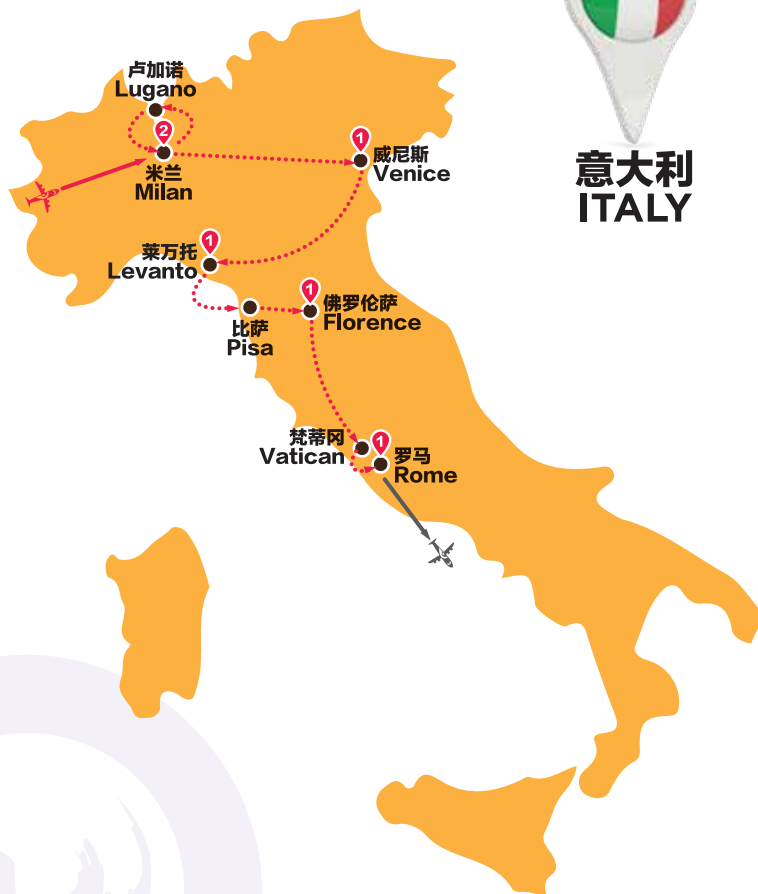 意大利
ITALY
卢加诺
Lugano
2
米兰
Milan
1
威尼斯
Venice
1
莱万托
Levanto
比萨
Pisa
1
佛罗伦萨
Florence
梵蒂冈
Vatican
1
罗马
Rome